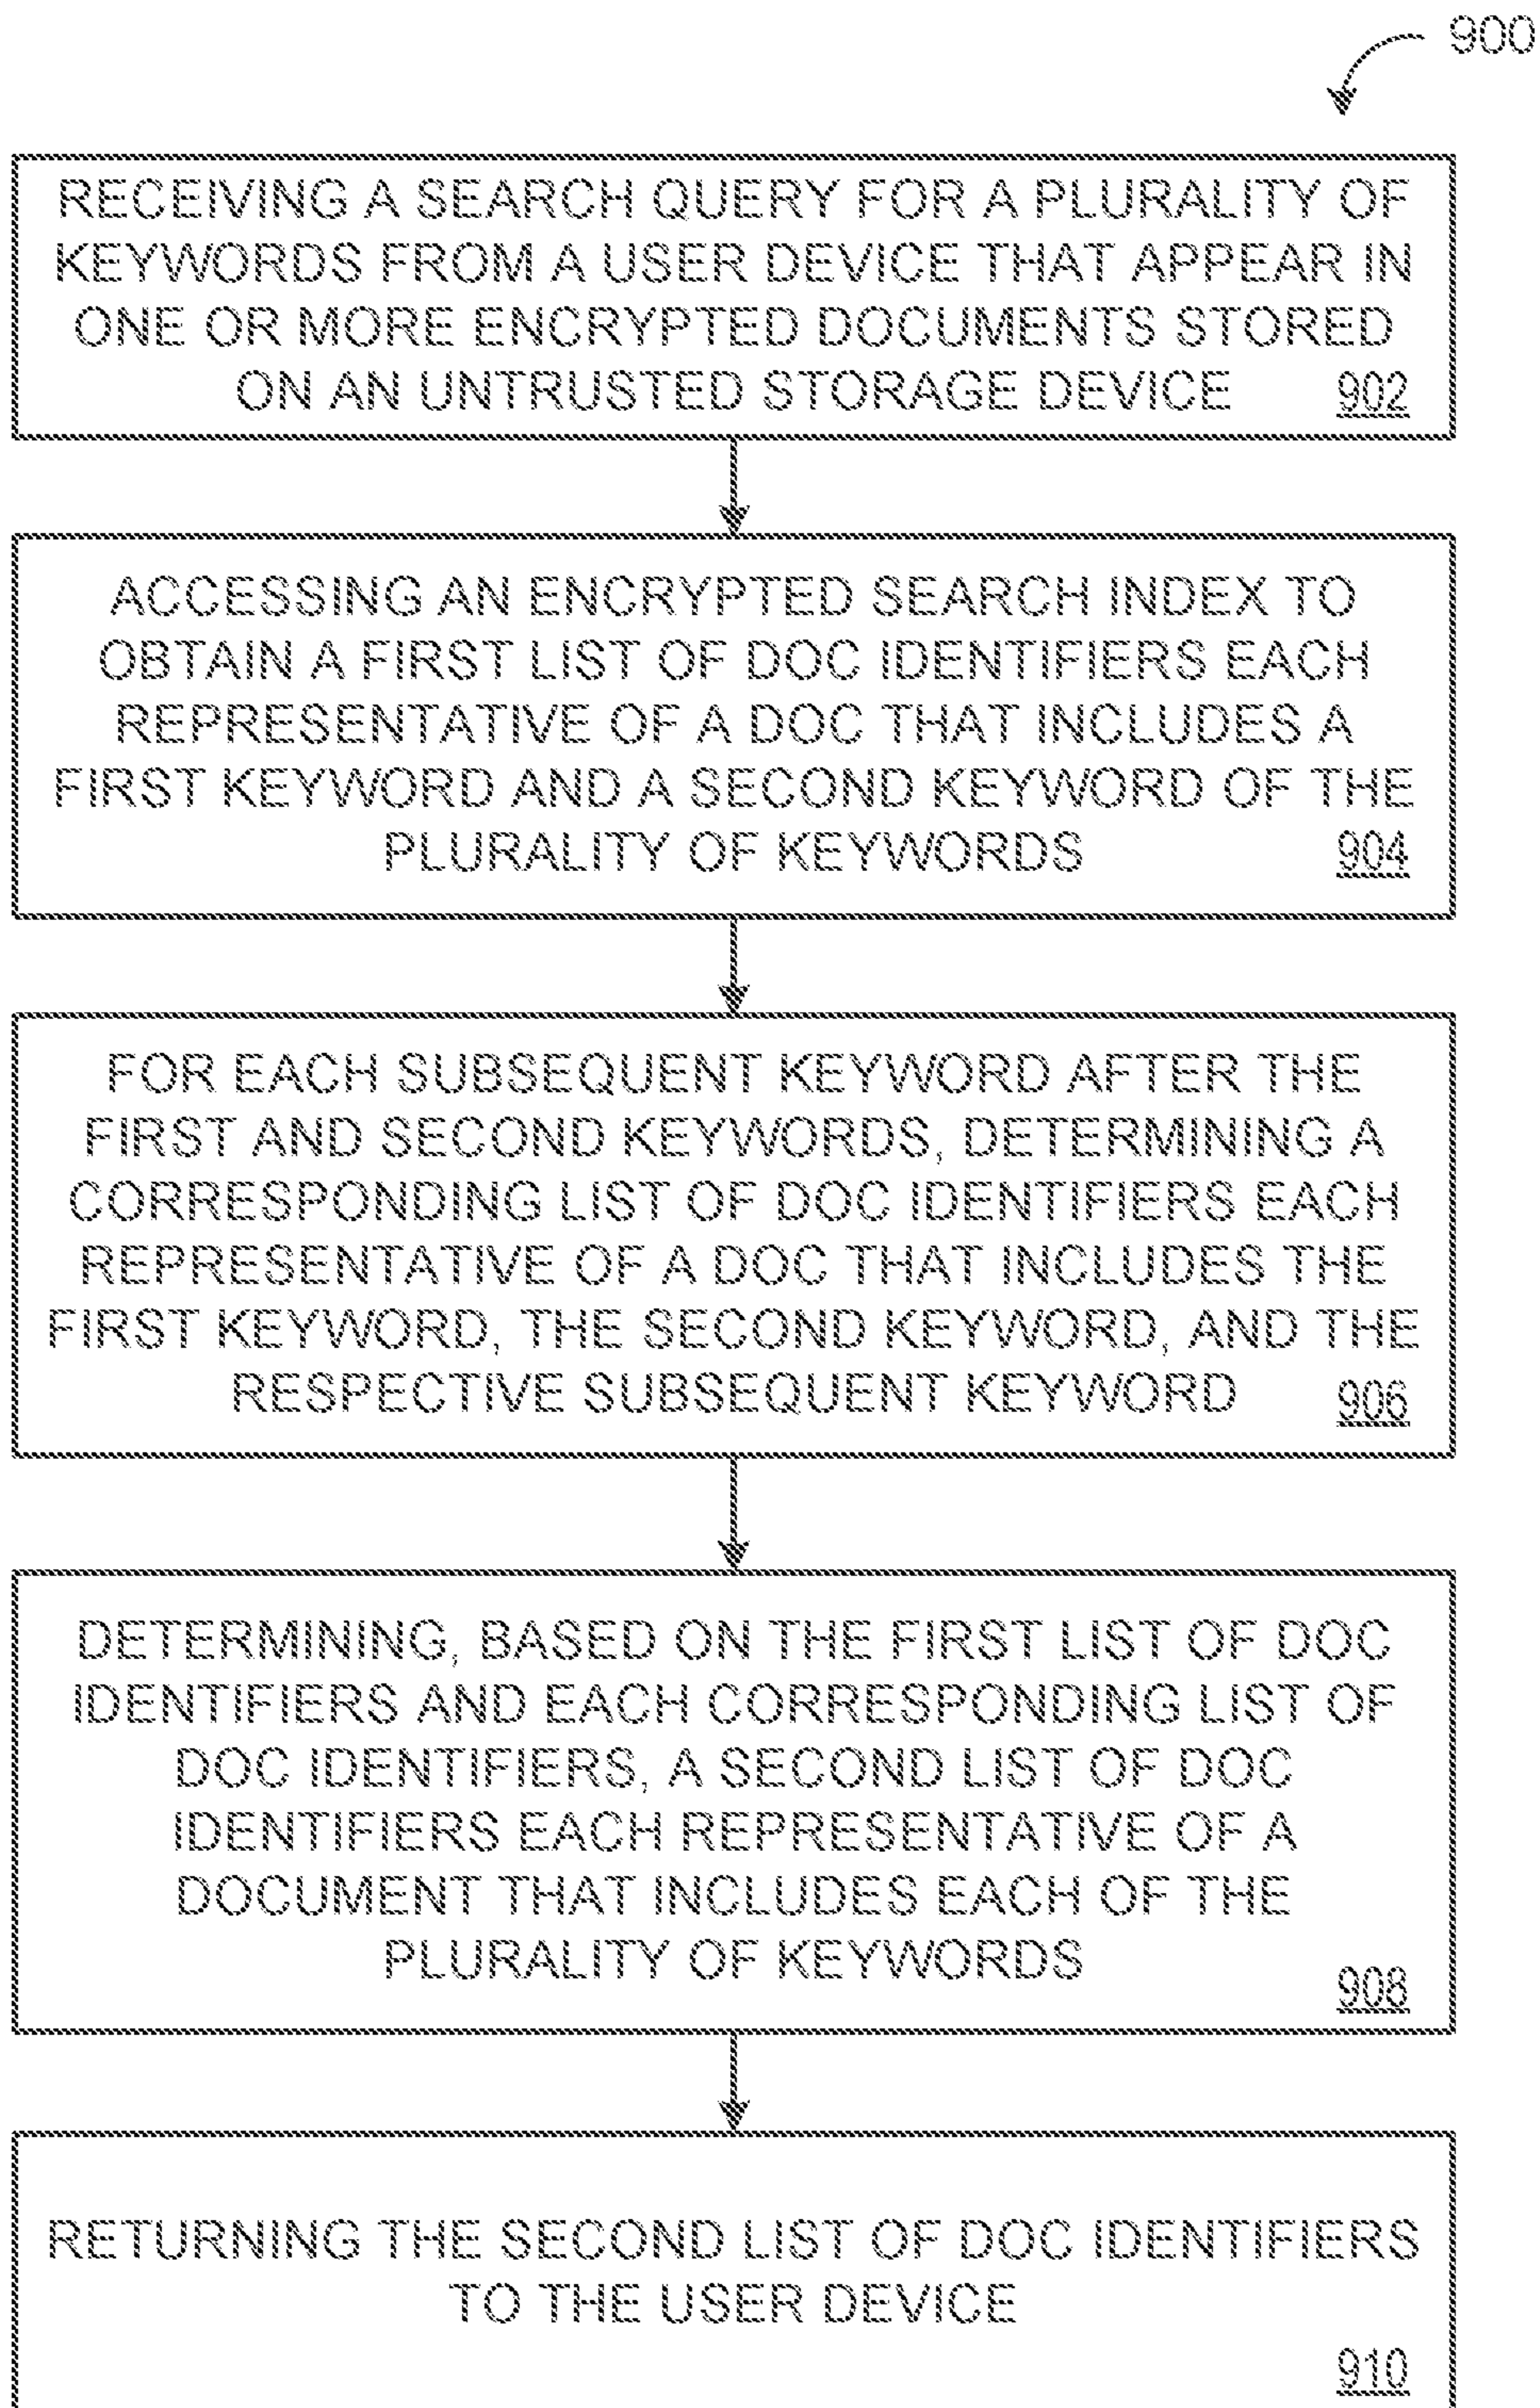 900
RECEIVING A SEARCH QUERY FOR A PLURALITY OF
KEYWORDS FROM A USER DEVICE THAT APPEAR IN
ONE OR MORE ENCRYPTED DOCUMENTS STORED
ON AN UNTRUSTED STORAGE DEVICE 902
ACCESSING AN ENCRYPTED SEARCH INDEX TO
OBTAIN A FIRST LIST OF DOC IDENTIFIERS EACH
REPRESENTATIVE OF A DOC THAT INCLUDES A
FIRST KEYWORD AND A SECOND KEYWORD OF THE
PLURALITY OF KEYWORDS 904
FOR EACH SUBSEQUENT KEYWORD AFTER THE
FIRST AND SECOND KEYWORDS, DETERMINING A
CORRESPONDING LIST OF DOC IDENTIFIERS EACH
REPRESENTATIVE OF A DOC THAT INCLUDES THE
FIRST KEYWORD, THE SECOND KEYWORD, AND THE
RESPECTIVE SUBSEQUENT KEYWORD 906
DETERMINING, BASED ON THE FIRST LIST OF DOC
IDENTIFIERS AND EACH CORRESPONDING LIST OF
DOC IDENTIFIERS, A SECOND LIST OF DOC
IDENTIFIERS EACH REPRESENTATIVE OF A
DOCUMENT THAT INCLUDES EACH OF THE
PLURALITY OF KEYWORDS
908
RETURNING THE SECOND LIST OF DOC IDENTIFIERS
TO THE USER DEVICE
910